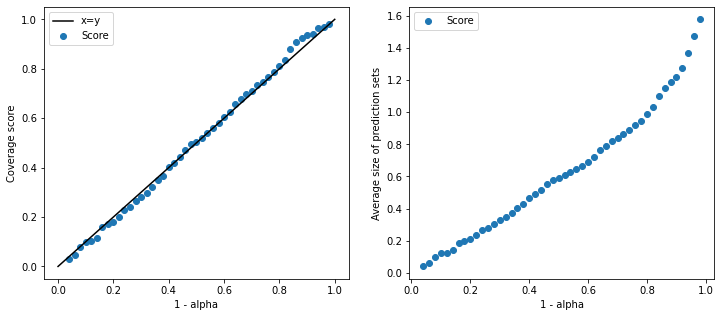 x=y
Score
Coverage score
1.0
0.8
0.6
0.4
0.2
0.0
0.0 0.2 0.4 0.6 0.8 1.0
1 - alpha
Score
Average size of prediction sets
1.6
1.4
1.2
1.0
0.8
0.6
0.4
0.2
0.0
0.0 0.2 0.4 0.6 0.8 1.0
1 - alpha